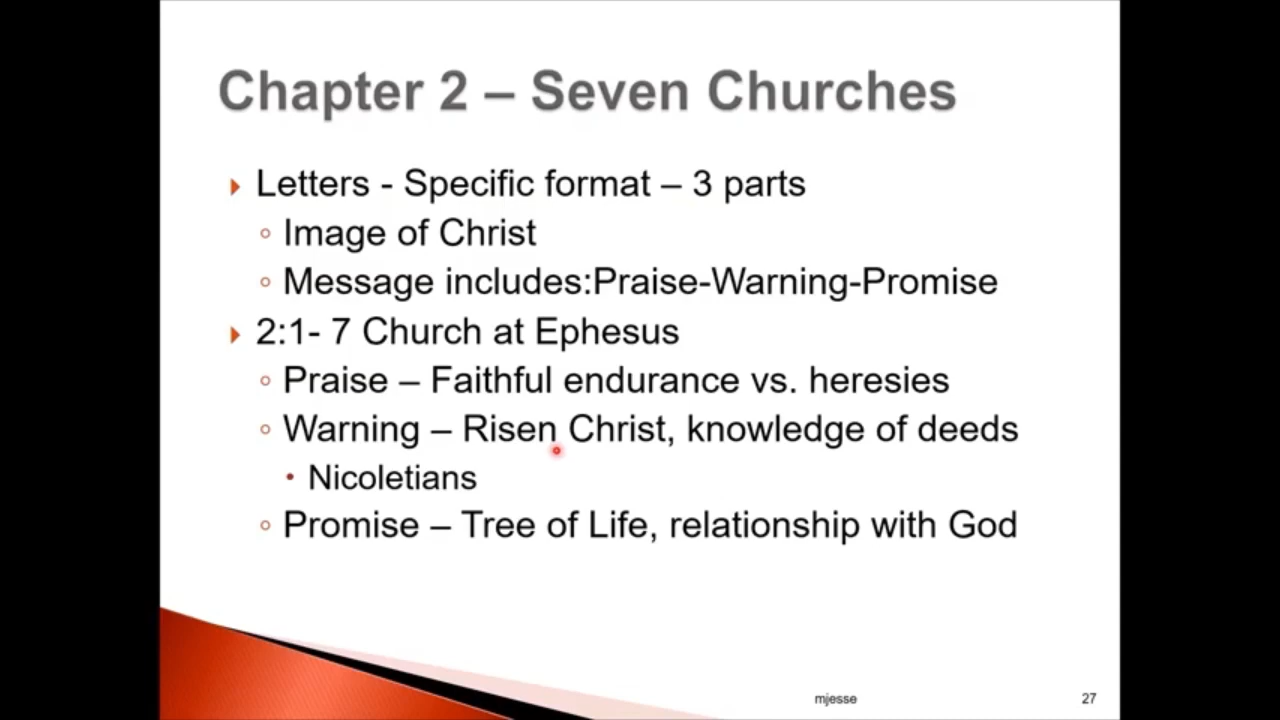 Chapter 2 – Seven Churches
Letters - Specific format – 3 parts
Image of Christ
Message includes:Praise-Warning-Promise
2:1- 7 Church at Ephesus
Praise – Faithful endurance vs. heresies
Warning – Risen Christ, knowledge of deeds
Nicoletians
Promise – Tree of Life, relationship with God
mjesse
27